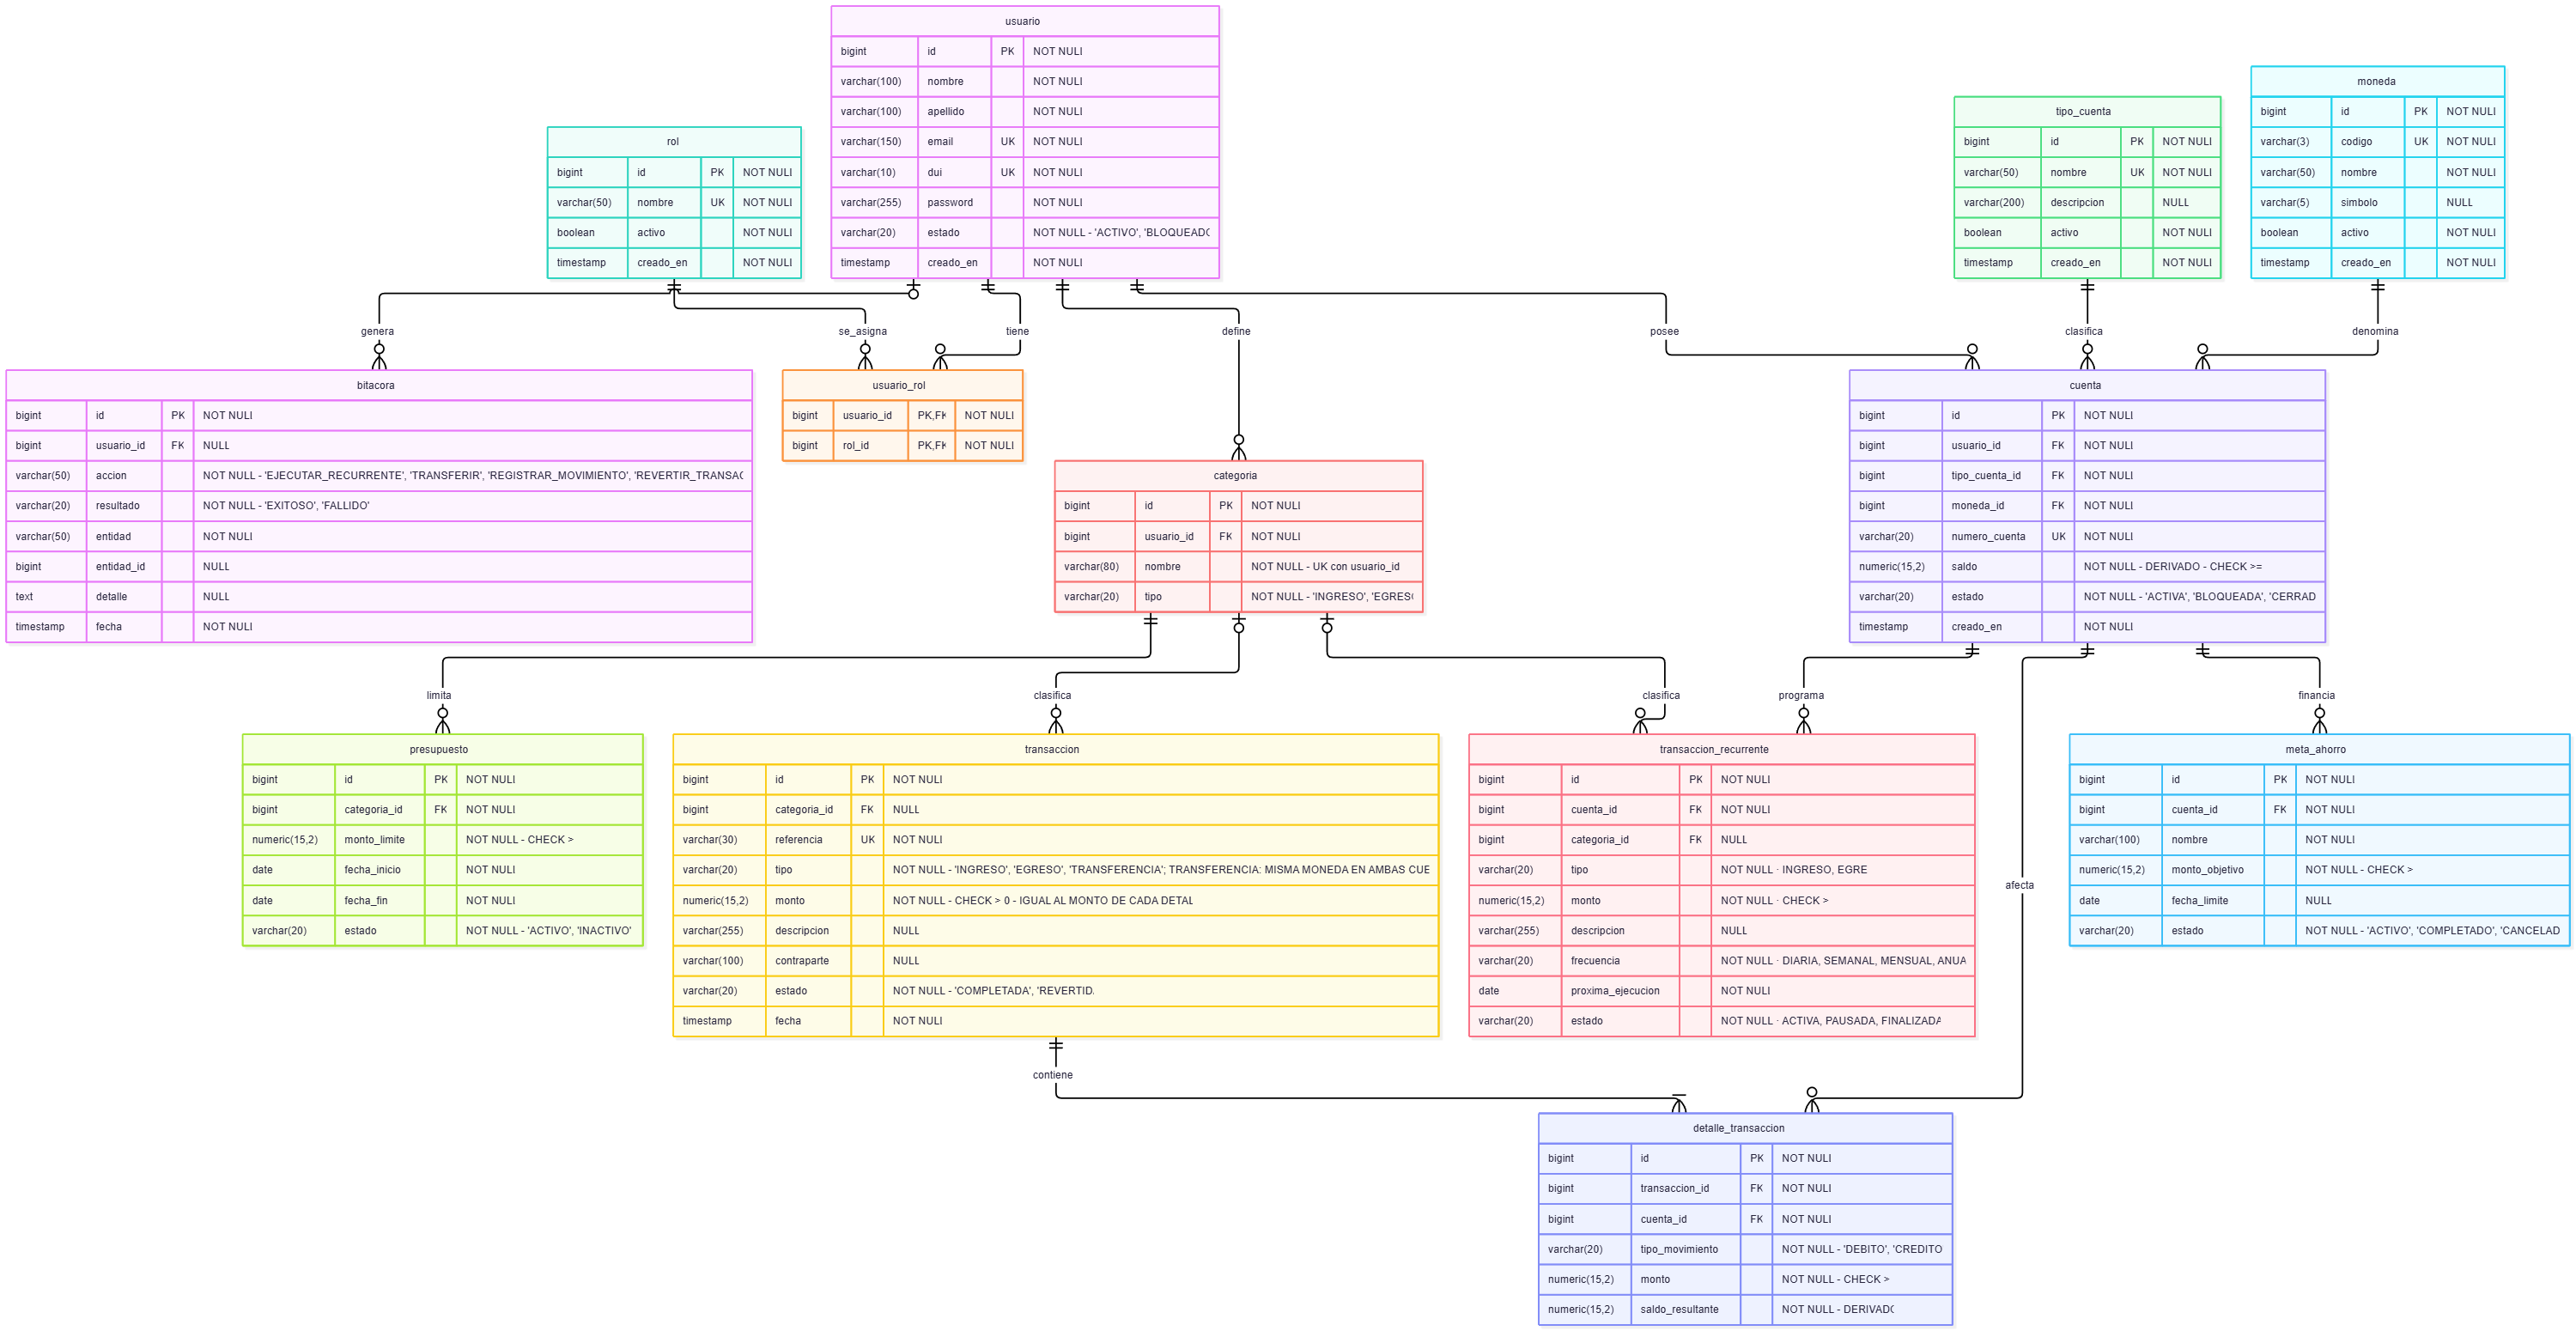 usuario
bigint id PK NOT NULL
varchar(100) nombre NOT NULL
varchar(100) apellido NOT NULL
varchar(150) email UK NOT NULL
varchar(10) dui UK NOT NULL
varchar(255) password NOT NULL
varchar(20) estado NOT NULL - 'ACTIVO', 'BLOQUEADO
timestamp creado_en NOT NULL
rol
bigint id PK NOT NULL
varchar(50) nombre UK NOT NULL
boolean activo NOT NULL
timestamp creado_en NOT NULL
tipo_cuenta
bigint id PK NOT NULL
varchar(50) nombre UK NOT NULL
varchar(200) descripcion NULL
boolean activo NOT NULL
timestamp creado_en NOT NULL
moneda
bigint id PK NOT NULL
varchar(3) codigo UK NOT NULL
varchar(50) nombre NOT NULL
varchar(5) simbolo NULL
boolean activo NOT NULL
timestamp creado_en NOT NULL
genera
se_asigna
tiene
define
posee
clasifica
denomina
bitacora
bigint id PK NOT NULL
bigint usuario_id FK NULL
varchar(50) accion NOT NULL - 'EJECUTAR_RECURRENTE', 'TRANSFERIR', 'REGISTRAR_MOVIMIENTO', 'REVERTIR_TRANSAC
varchar(20) resultado NOT NULL - 'EXITOSO', 'FALLIDO'
varchar(50) entidad NOT NULL
bigint entidad_id NULL
text detalle NULL
timestamp fecha NOT NULL
usuario_rol
bigint usuario_id PK,FK NOT NULL
bigint rol_id PK,FK NOT NULL
categoria
bigint id PK NOT NULL
bigint usuario_id FK NOT NULL
varchar(80) nombre NOT NULL - UK con usuario_id
varchar(20) tipo NOT NULL - 'INGRESO', 'EGRESO
cuenta
bigint id PK NOT NULL
bigint usuario_id FK NOT NULL
bigint tipo_cuenta_id FK NOT NULL
bigint moneda_id FK NOT NULL
varchar(20) numero_cuenta UK NOT NULL
numeric(15,2) saldo NOT NULL - DERIVADO - CHECK >=
varchar(20) estado NOT NULL - 'ACTIVA', 'BLOQUEADA', 'CERRAD
timestamp creado_en NOT NULL
limita
clasifica
clasifica
programa
financia
presupuesto
bigint id PK NOT NULL
bigint categoria_id FK NOT NULL
numeric(15,2) monto_limite NOT NULL - CHECK >
date fecha_inicio NOT NULL
date fecha_fin NOT NULL
varchar(20) estado NOT NULL - 'ACTIVO', 'INACTIVO'
transaccion
bigint id PK NOT NULL
bigint categoria_id FK NULL
varchar(30) referencia UK NOT NULL
varchar(20) tipo NOT NULL - 'INGRESO', 'EGRESO', 'TRANSFERENCIA'; TRANSFERENCIA: MISMA MONEDA EN AMBAS CUE
numeric(15,2) monto NOT NULL - CHECK > 0 - IGUAL AL MONTO DE CADA DETAL
varchar(255) descripcion NULL
varchar(100) contraparte NULL
varchar(20) estado NOT NULL - 'COMPLETADA', 'REVERTID
timestamp fecha NOT NULL
transaccion_recurrente
bigint id PK NOT NULL
bigint cuenta_id FK NOT NULL
bigint categoria_id FK NULL
varchar(20) tipo NOT NULL · INGRESO, EGRE
numeric(15,2) monto NOT NULL · CHECK >
varchar(255) descripcion NULL
varchar(20) frecuencia NOT NULL · DIARIA, SEMANAL, MENSUAL, ANUA
date proxima_ejecucion NOT NULL
varchar(20) estado NOT NULL · ACTIVA, PAUSADA, FINALIZADA
meta_ahorro
bigint id PK NOT NULL
bigint cuenta_id FK NOT NULL
varchar(100) nombre NOT NULL
numeric(15,2) monto_objetivo NOT NULL - CHECK >
date fecha_limite NULL
varchar(20) estado NOT NULL - 'ACTIVO', 'COMPLETADO', 'CANCELAD
afecta
contiene
detalle_transaccion
bigint id PK NOT NULL
bigint transaccion_id FK NOT NULL
bigint cuenta_id FK NOT NULL
varchar(20) tipo_movimiento NOT NULL - 'DEBITO', 'CREDITO
numeric(15,2) monto NOT NULL - CHECK >
numeric(15,2) saldo_resultante NOT NULL - DERIVADO